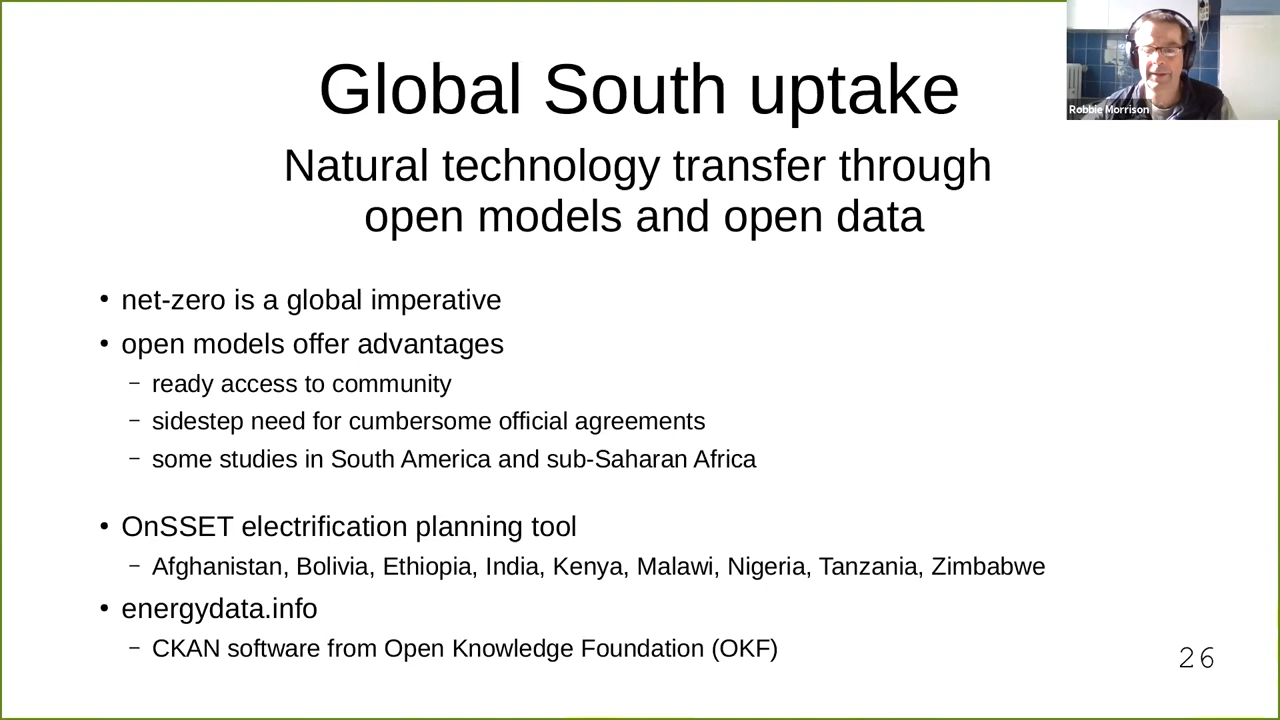 Global South uptake
Robbie Morrison
Natural technology transfer through
open models and open data
• net-zero is a global imperative
• open models offer advantages
– ready access to community
– sidestep need for cumbersome official agreements
– some studies in South America and sub-Saharan Africa
• OnSSET electrification planning tool
– Afghanistan, Bolivia, Ethiopia, India, Kenya, Malawi, Nigeria, Tanzania, Zimbabwe
• energydata.info
– CKAN software from Open Knowledge Foundation (OKF)
26